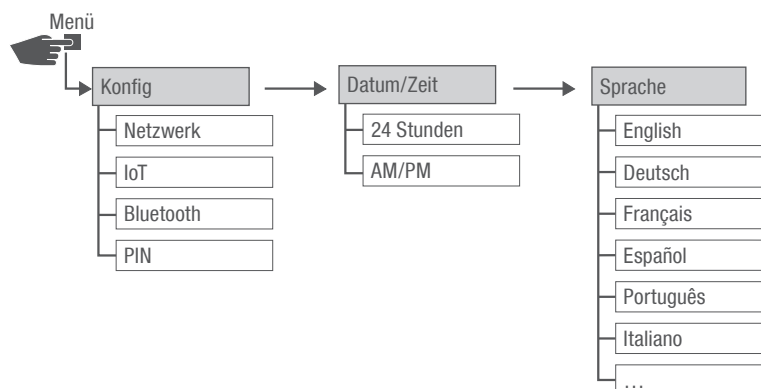 Menü
Konfig
Netzwerk
IoT
Bluetooth
PIN
Datum/Zeit
24 Stunden
AM/PM
Sprache
English
Deutsch
Français
Español
Português
Italiano
...